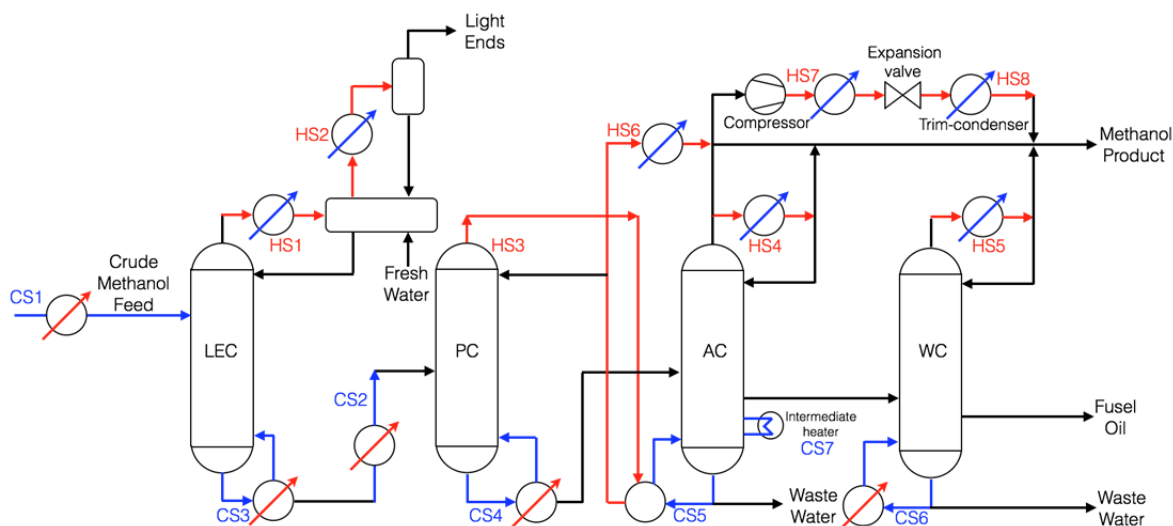 Light
Ends
Expansion
valve
HS7
HS8
Compressor
Trim-condenser
HS2
HS6
Methanol
Product
HS1
HS3
HS4
HS5
Crude
Methanol
Feed
Fresh
Water
CS1
LEC
PC
AC
WC
CS2
Intermediate
heater
CS7
Fusel
Oil
CS3
CS4
CS5
Waste
Water
CS6
Waste
Water